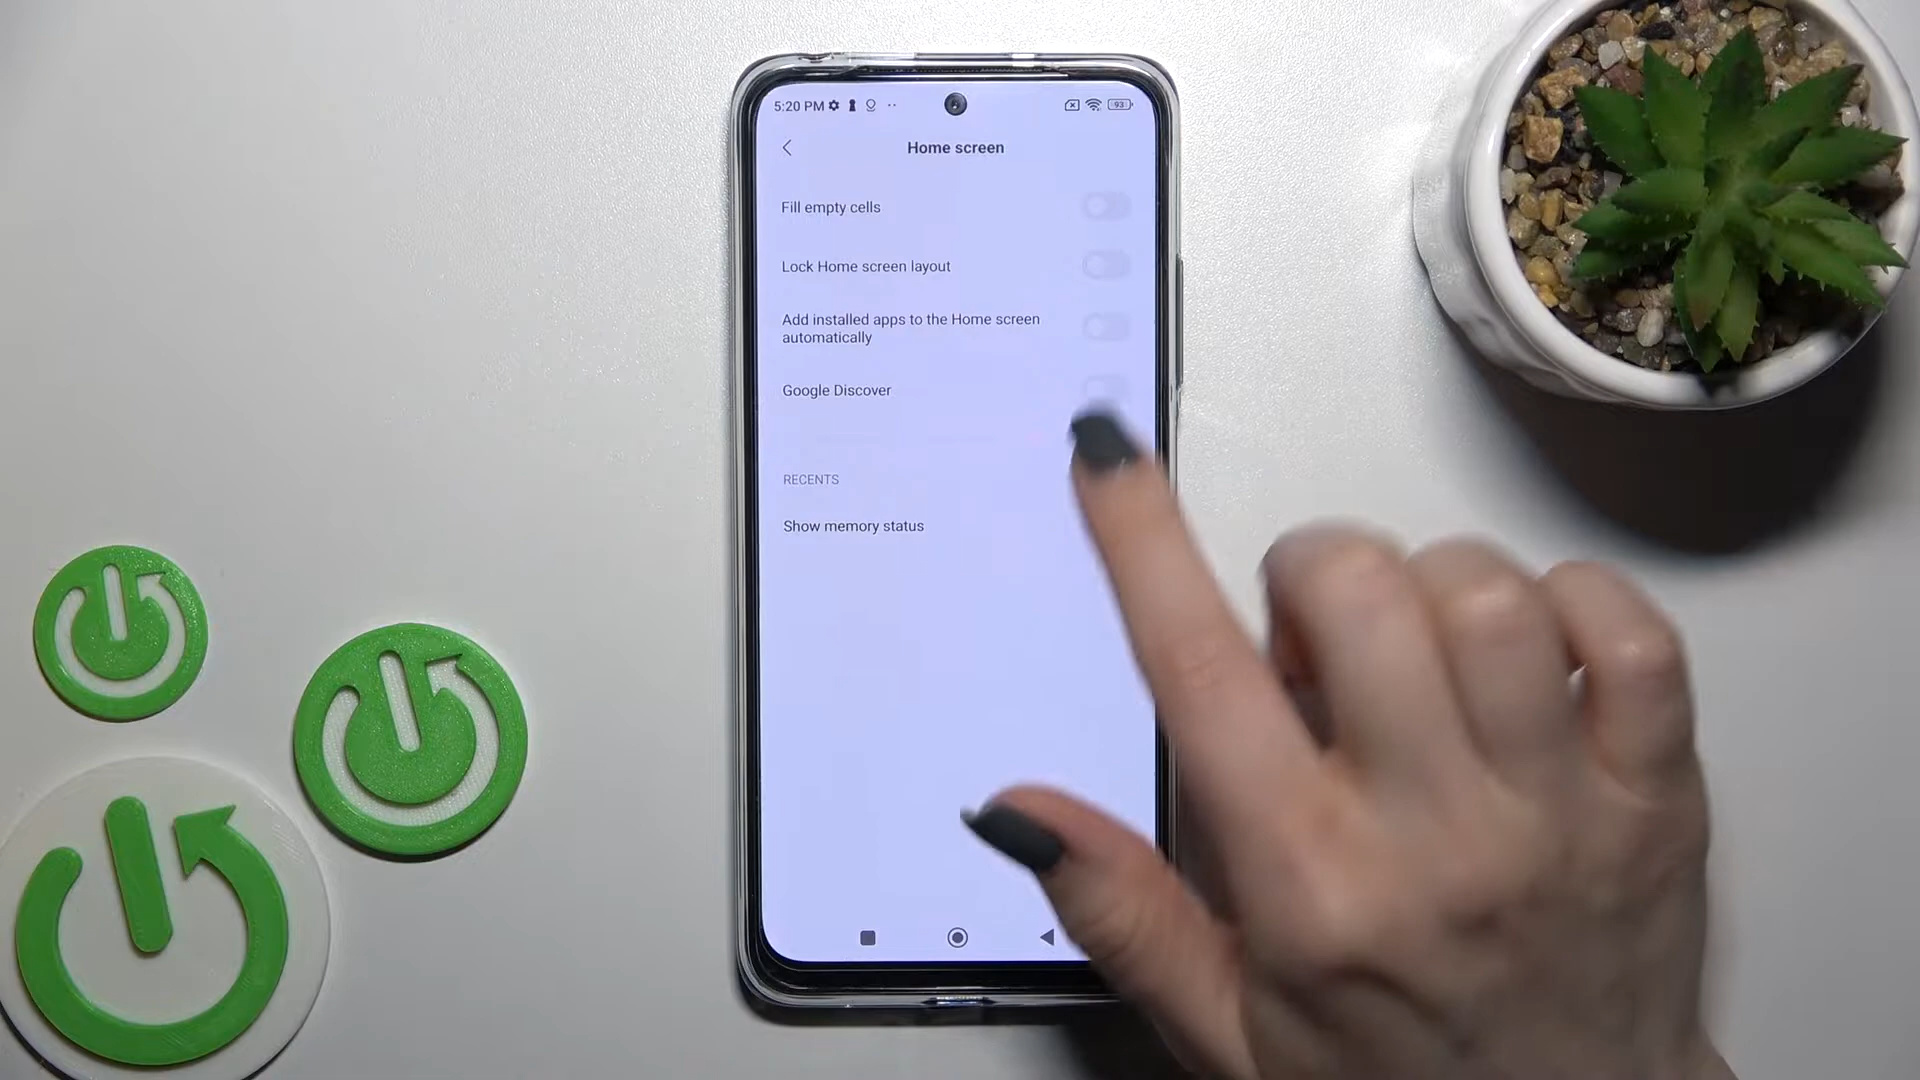 5:20 PM
93
Home screen
Fill empty cells
Lock Home screen layout
Add installed apps to the Home screen
automatically
Google Discover
RECENTS
Show memory status